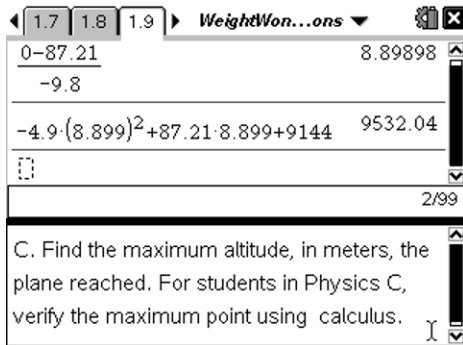 1.7 1.8 1.9 WeightWon...ons
0-87.21 8.89898
-9.8
-4.9·(8.899)²+87.21·8.899+9144 9532.04
2/99
C. Find the maximum altitude, in meters, the
plane reached. For students in Physics C,
verify the maximum point using calculus.